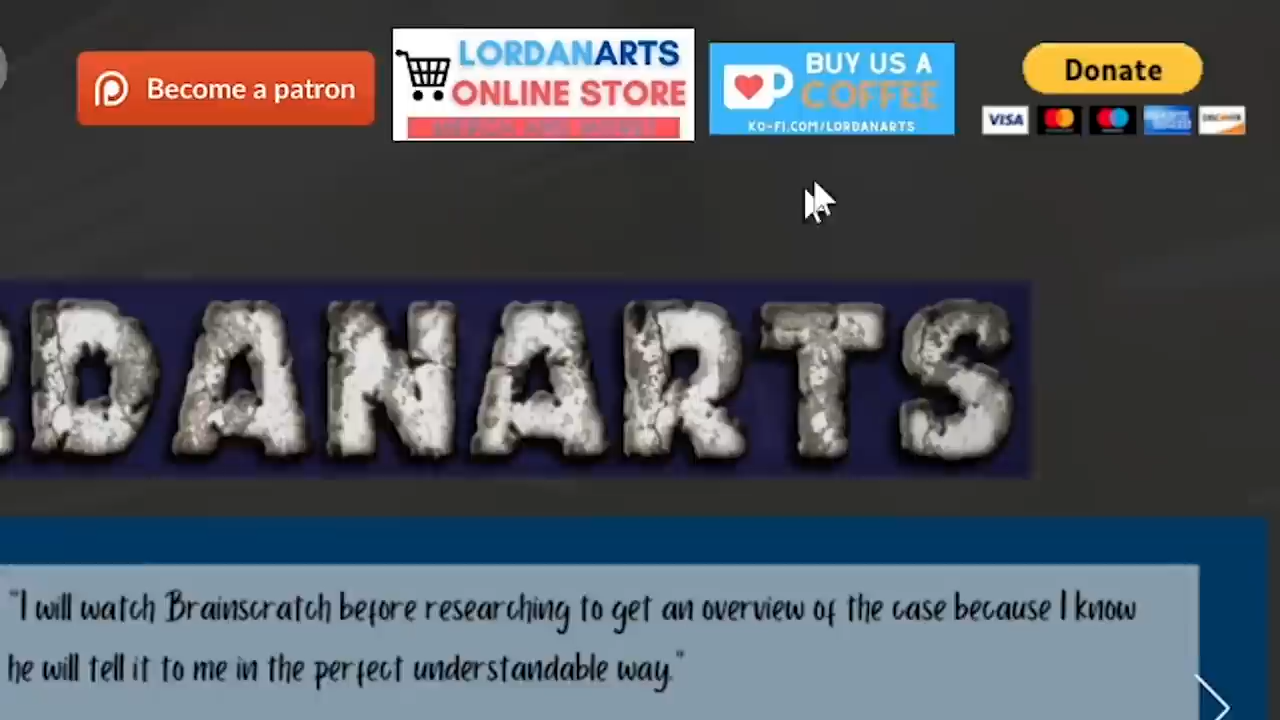 Become a patron
LORDANARTS
ONLINE STORE
BUY US A
COFFEE
KO-FI.COM/LORDANARTS
Donate
VISA
DISCOVER
RDANARTS
"I will watch Brainscratch before researching to get an overview of the case because I know
he will tell it to me in the perfect understandable way."